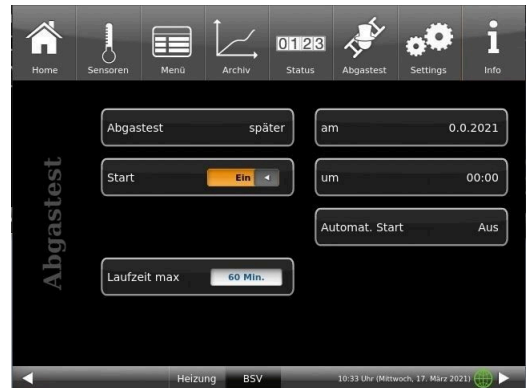 Home Sensoren Menü Archiv 0123 Status Abgastest Settings i Info
Abgastest
Abgastest später
am 0.0.2021
Start Ein
um 00:00
Automat. Start Aus
Laufzeit max 60 Min.
Heizung BSV 10:33 Uhr (Mittwoch, 17. März 2021)